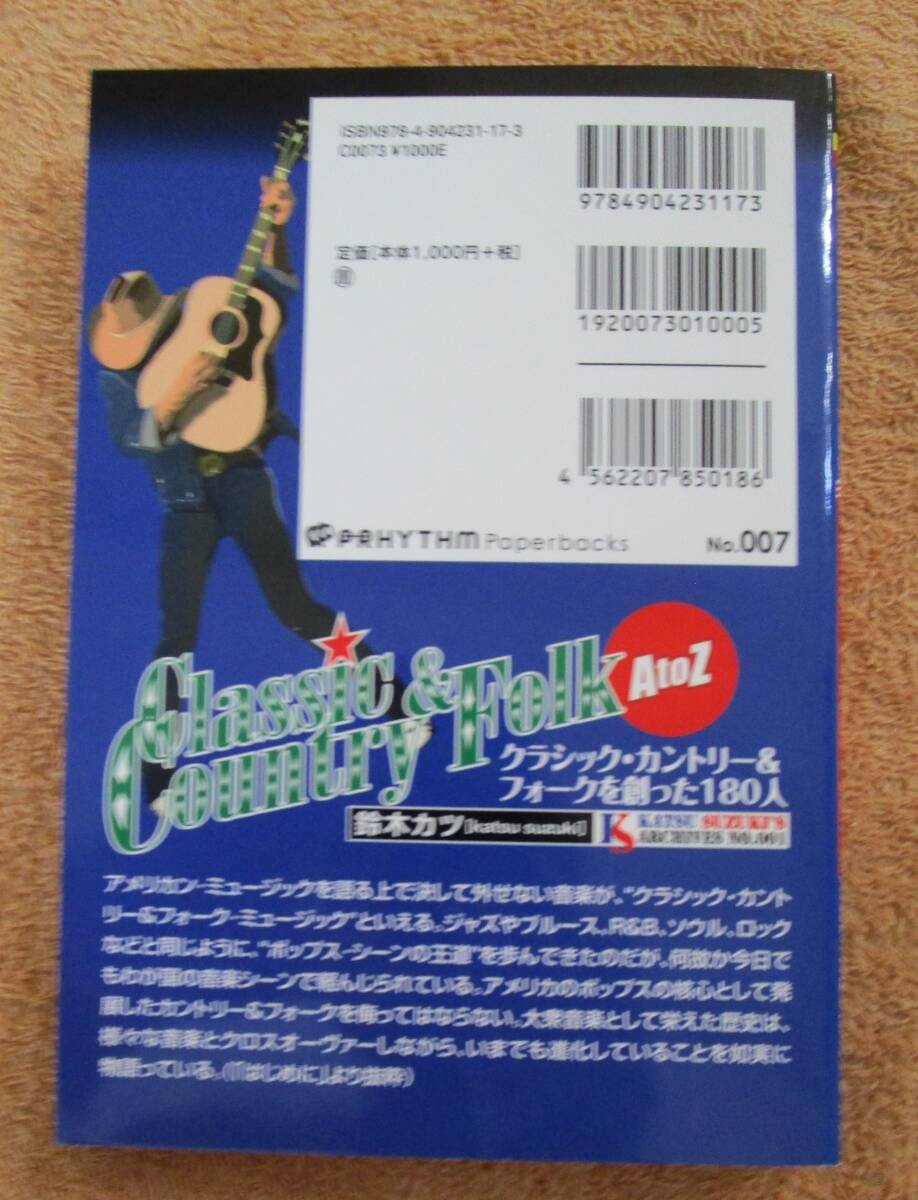 ISBN978-4-904231-17-3
C0073 ¥1000E
9784904231173
定価[本体1,000円+税]
1920073010005
4 562207 850186
P-RHYTHM Paperbacks No.007
Classic & Country Folk AtoZ
クラシック・カントリー&
フォークを創った180人
鈴木カツ[katsu suzuki]
KS KATSU SUZUKI'S
ARCHIVES NO.001
アメリカン・ミュージックを語る上で決して外せない音楽が、“クラシック・カント
リー&フォーク・ミュージック”といえる。ジャズやブルース、R&B、ソウル、ロック
などと同じように、“ポップス・シーンの王道”を歩んできたのだが、何故か今日で
もわが国の音楽シーンで軽んじられている。アメリカのポップスの核心として発
展したカントリー&フォークを侮ってはならない。大衆音楽として栄えた歴史は、
様々な音楽とクロスオーヴァーしながら、いまでも進化していることを如実に
物語っている。(「はじめに」より抜粋)